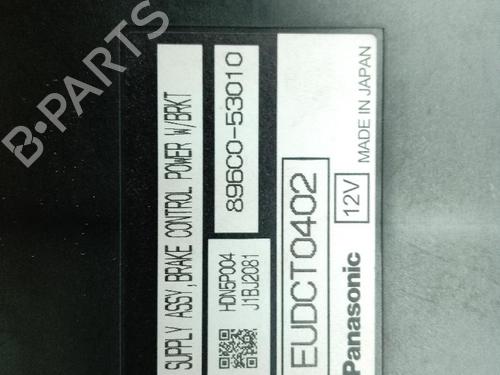 SUPPLY ASSY, BRAKE CONTROL POWER W/BRKT
896C0-53010
HDN5P004
J1BJ2081
EUDCT0402
Panasonic 12V MADE IN JAPAN
B-PARTS